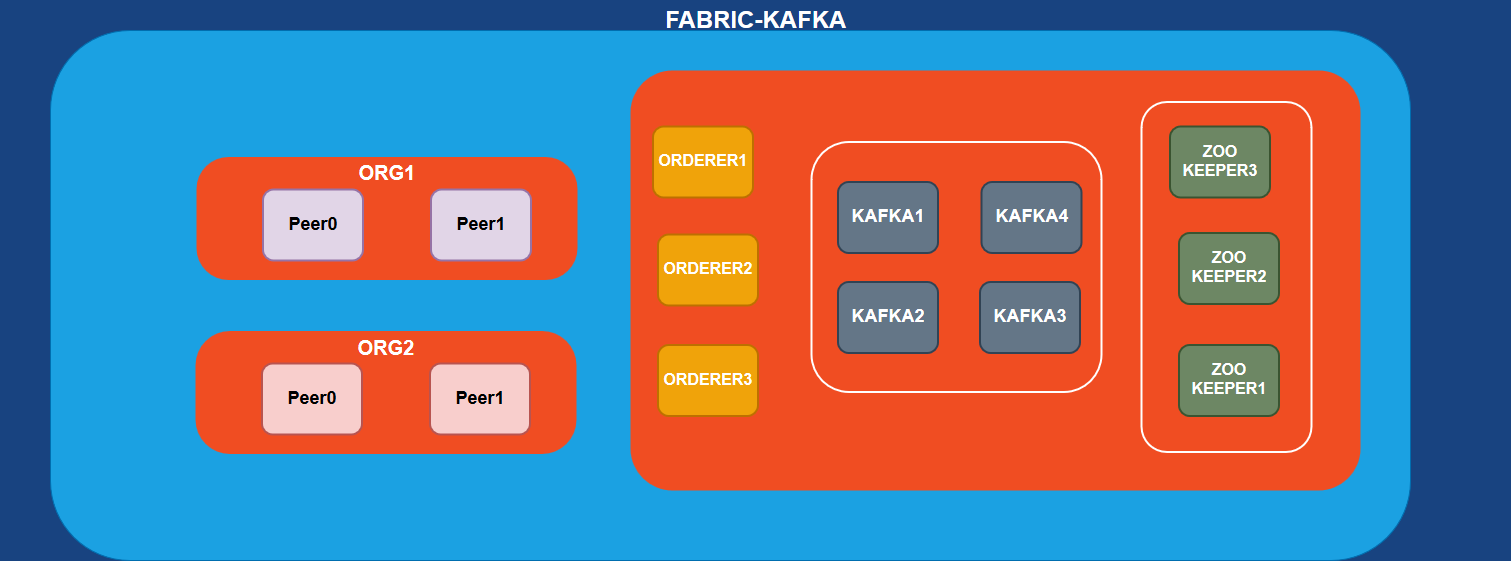 FABRIC-KAFKA
ORG1
Peer0
Peer1
ORG2
Peer0
Peer1
ORDERER1
ORDERER2
ORDERER3
KAFKA1
KAFKA4
KAFKA2
KAFKA3
ZOO
KEEPER3
ZOO
KEEPER2
ZOO
KEEPER1